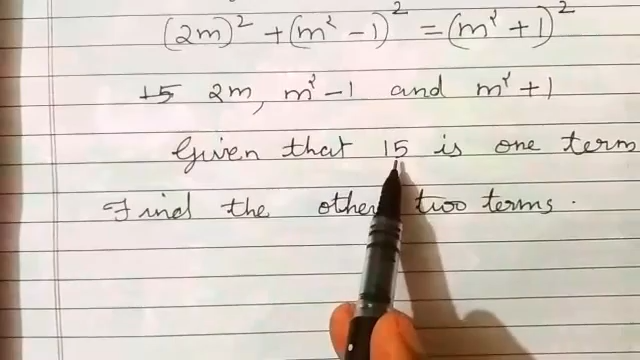 (2m)² + (m² - 1)² = (m² + 1)²
15 2m, m² - 1 and m² + 1
Given that 15 is one term
Find the other two terms.